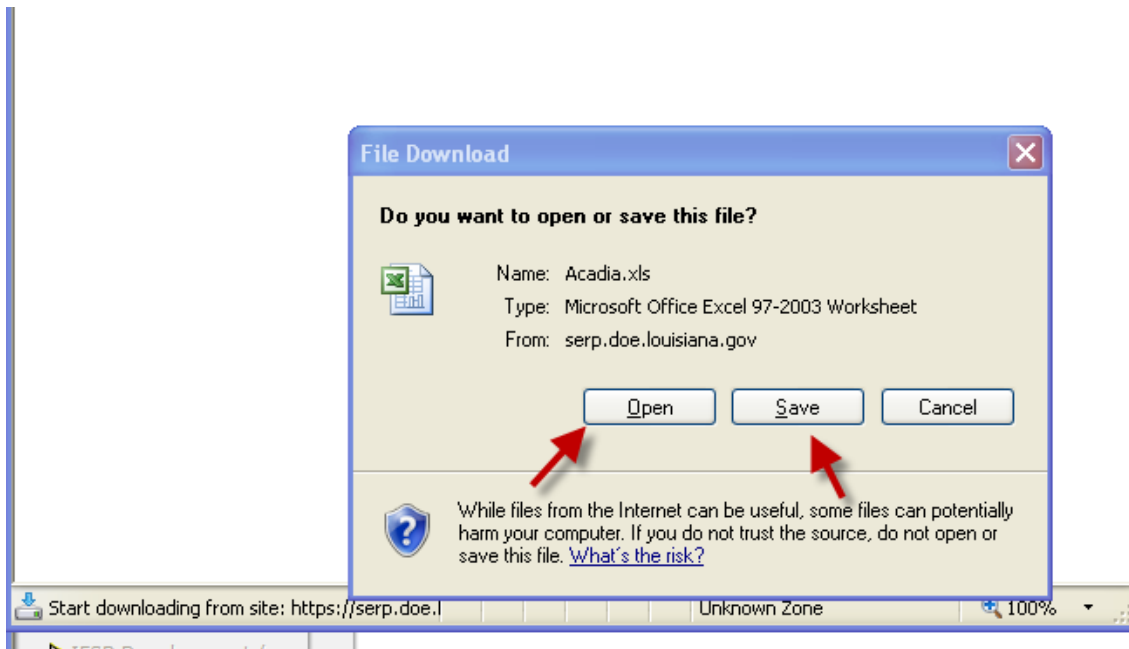 File Download
Do you want to open or save this file?
Name: Acadia.xls
Type: Microsoft Office Excel 97-2003 Worksheet
From: serp.doe.louisiana.gov
Open Save Cancel
While files from the Internet can be useful, some files can potentially
harm your computer. If you do not trust the source, do not open or
save this file. What's the risk?
Start downloading from site: https://serp.doe.l Unknown Zone 100%